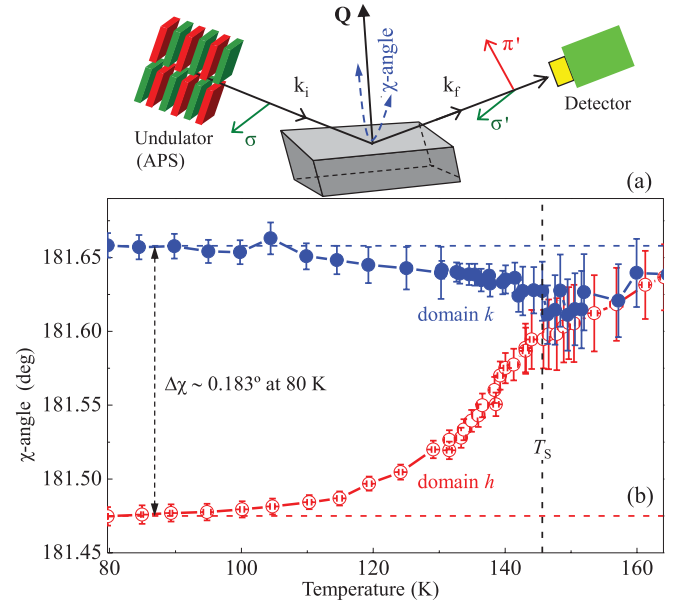 Q
χ-angle
π'
k_i
k_f
σ
σ'
Undulator
(APS)
Detector
(a)
181.65
181.60
181.55
181.50
181.45
χ-angle (deg)
domain k
Δχ ~ 0.183º at 80 K
T_S
domain h
(b)
80 100 120 140 160
Temperature (K)